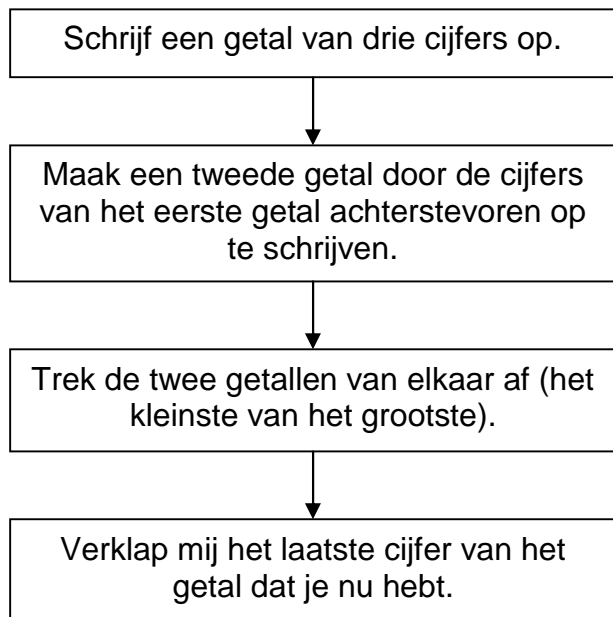 Schrijf een getal van drie cijfers op.
Maak een tweede getal door de cijfers
van het eerste getal achterstevoren op
te schrijven.
Trek de twee getallen van elkaar af (het
kleinste van het grootste).
Verklap mij het laatste cijfer van het
getal dat je nu hebt.